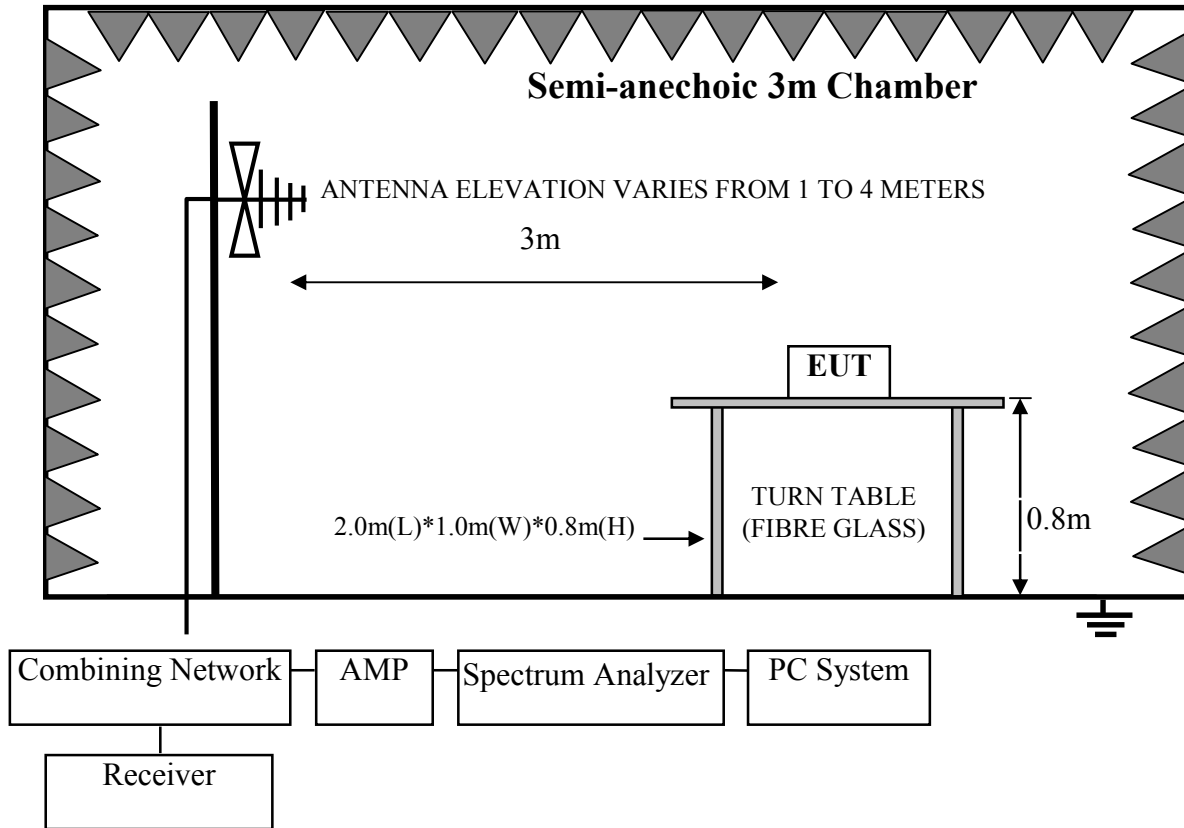 Semi-anechoic 3m Chamber
ANTENNA ELEVATION VARIES FROM 1 TO 4 METERS
3m
EUT
TURN TABLE
(FIBRE GLASS)
2.0m(L)*1.0m(W)*0.8m(H)
0.8m
Combining Network
AMP
Spectrum Analyzer
PC System
Receiver